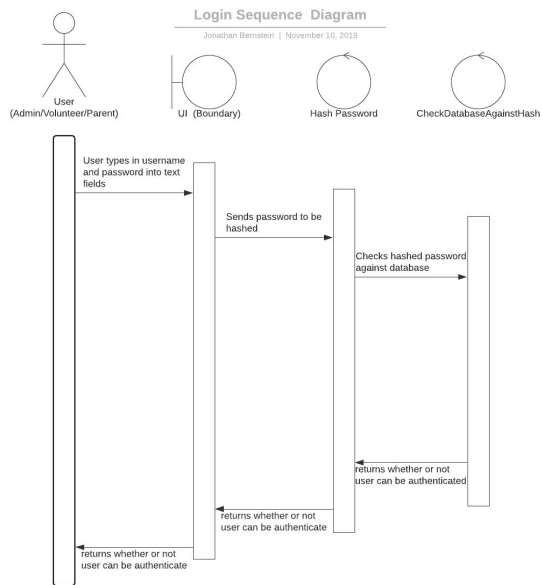 Login Sequence Diagram
Jonathan Bernstein | November 10, 2019
User
(Admin/Volunteer/Parent)
UI (Boundary)
Hash Password
CheckDatabaseAgainstHash
User types in username
and password into text
fields
Sends password to be
hashed
Checks hashed password
against database
returns whether or not
user can be authenticated
returns whether or not
user can be authenticate
returns whether or not
user can be authenticate